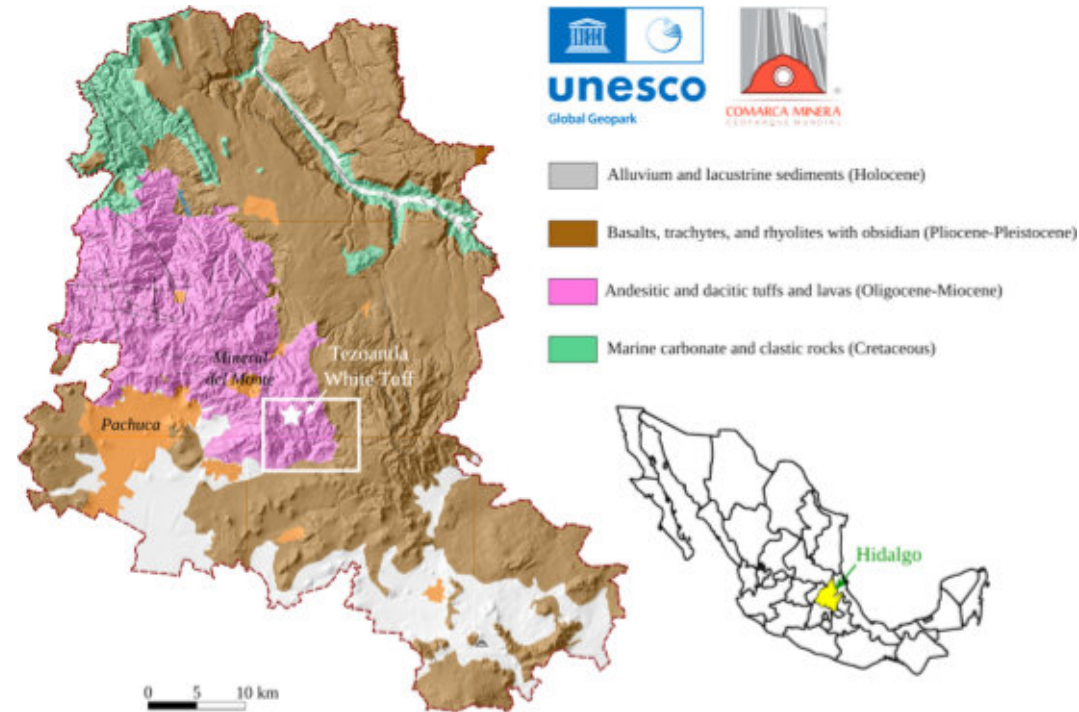 unesco
Global Geopark
COMARCA MINERA
GEOPARQUE MUNDIAL
Alluvium and lacustrine sediments (Holocene)
Basalts, trachytes, and rhyolites with obsidian (Pliocene-Pleistocene)
Andesitic and dacitic tuffs and lavas (Oligocene-Miocene)
Marine carbonate and clastic rocks (Cretaceous)
Mineral
del Monte
Tezoantla
White Tuff
Pachuca
Hidalgo
0 5 10 km